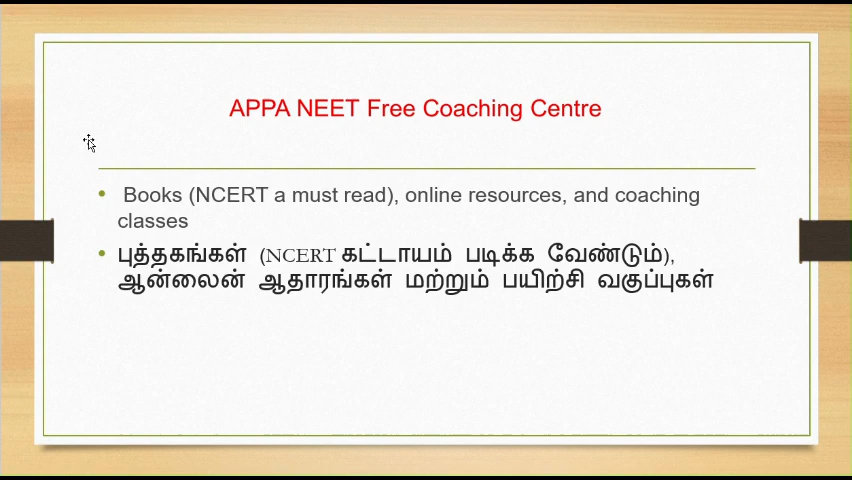 APPA NEET Free Coaching Centre
• Books (NCERT a must read), online resources, and coaching
classes
• புத்தகங்கள் (NCERT கட்டாயம் படிக்க வேண்டும்),
ஆன்லைன் ஆதாரங்கள் மற்றும் பயிற்சி வகுப்புகள்